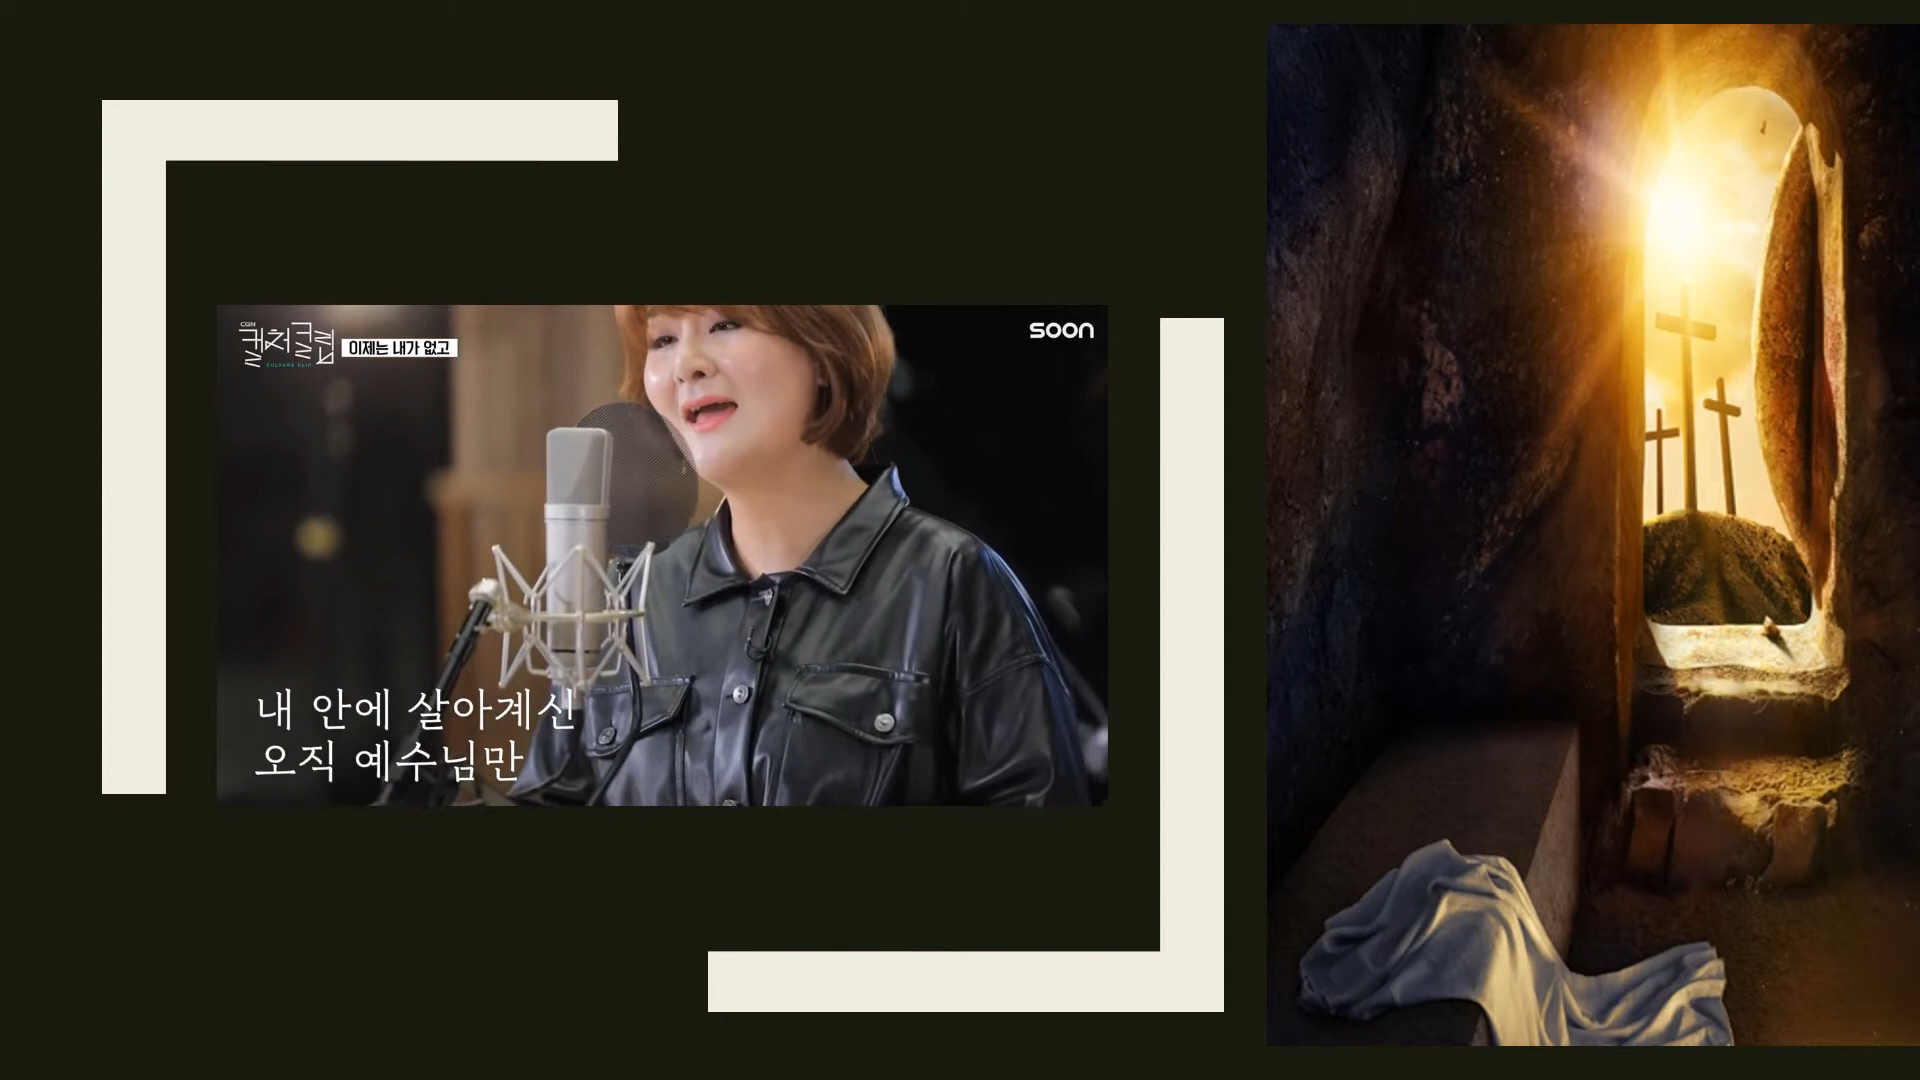 CGN
컬처클립
CULTURE CLIP
이제는 내가 없고
soon
내 안에 살아계신
오직 예수님만